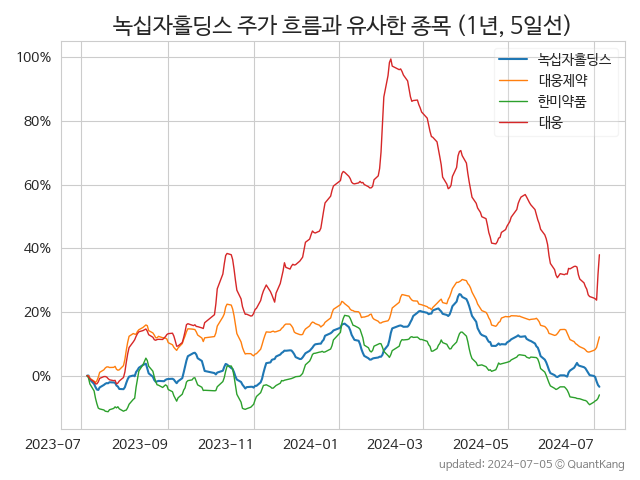 녹십자홀딩스 주가 흐름과 유사한 종목 (1년, 5일선)
녹십자홀딩스
대웅제약
한미약품
대웅
100%
80%
60%
40%
20%
0%
2023-07 2023-09 2023-11 2024-01 2024-03 2024-05 2024-07
updated: 2024-07-05 © QuantKang